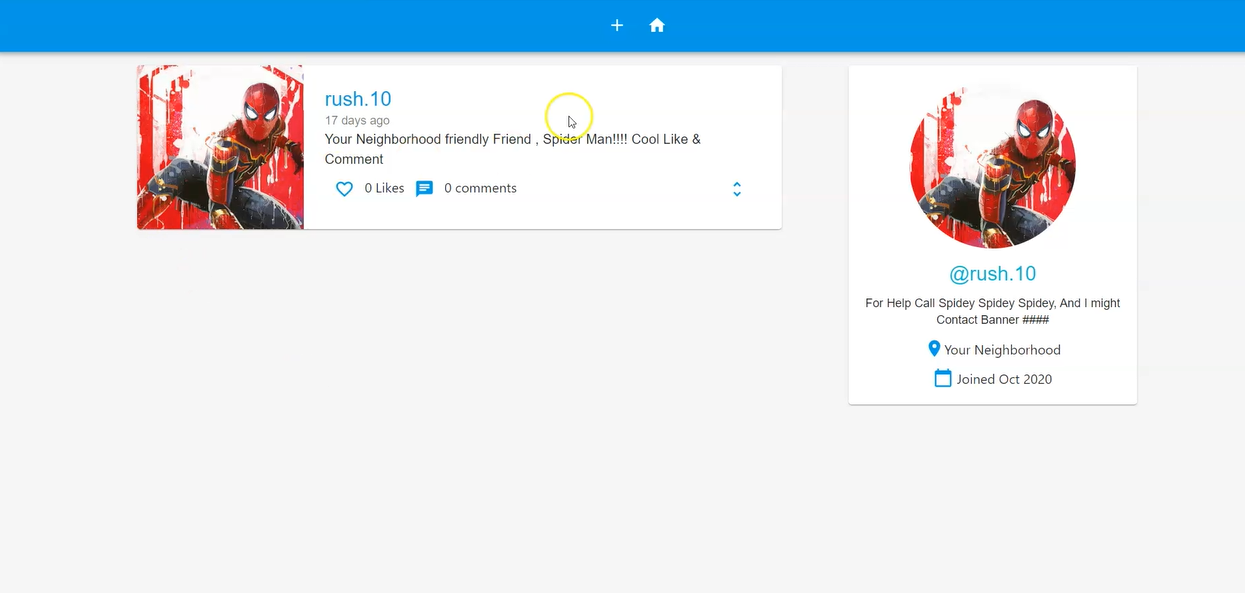 rush.10
17 days ago
Your Neighborhood friendly Friend , Spider Man!!!! Cool Like &
Comment
0 Likes 0 comments
@rush.10
For Help Call Spidey Spidey Spidey, And I might
Contact Banner ####
Your Neighborhood
Joined Oct 2020